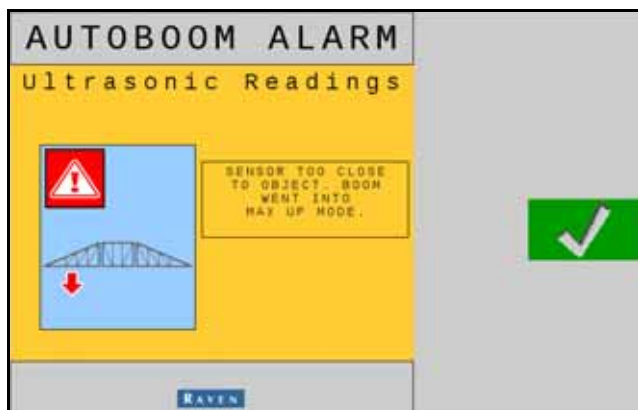 AUTOBOOM ALARM
Ultrasonic Readings
SENSOR TOO CLOSE
TO OBJECT. BOOM
WENT INTO
MAX UP MODE.
RAVEN